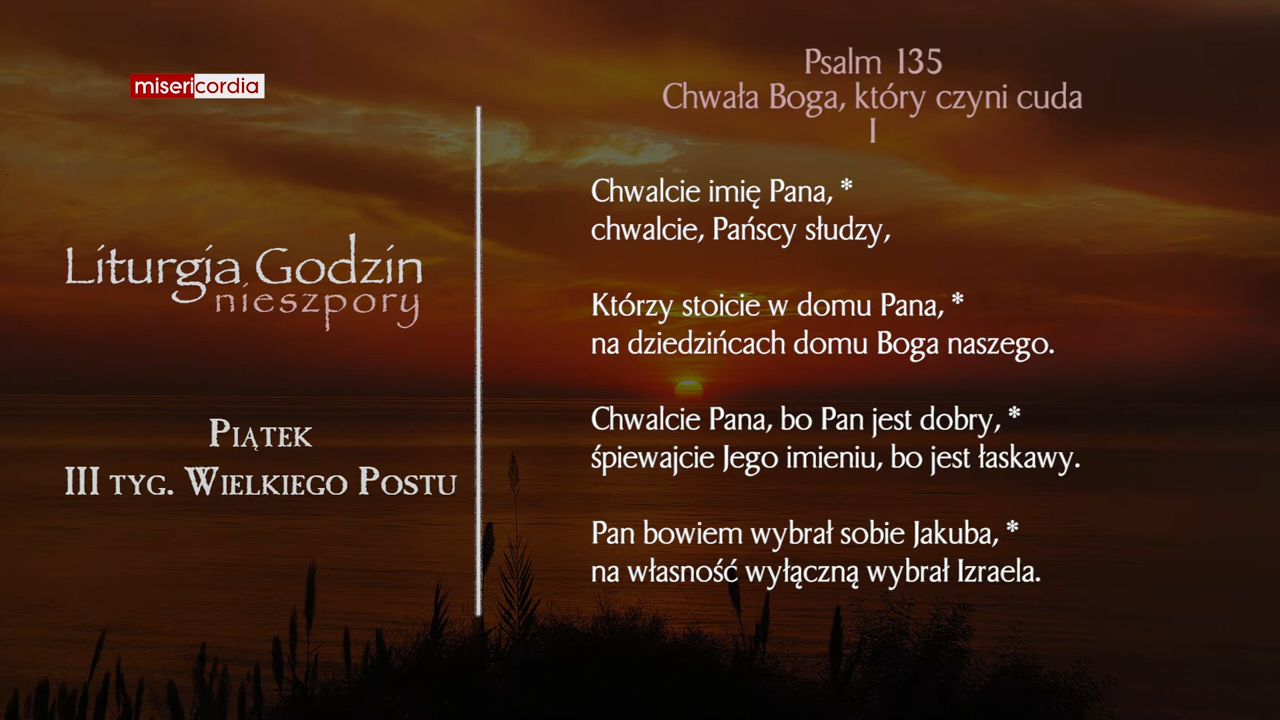 misericordia
Liturgia Godzin
nieszpory
Piątek
III tyg. Wielkiego Postu
Psalm 135
Chwała Boga, który czyni cuda
I
Chwalcie imię Pana, *
chwalcie, Pańscy słudzy,
Którzy stoicie w domu Pana, *
na dziedzińcach domu Boga naszego.
Chwalcie Pana, bo Pan jest dobry, *
śpiewajcie Jego imieniu, bo jest łaskawy.
Pan bowiem wybrał sobie Jakuba, *
na własność wyłączną wybrał Izraela.